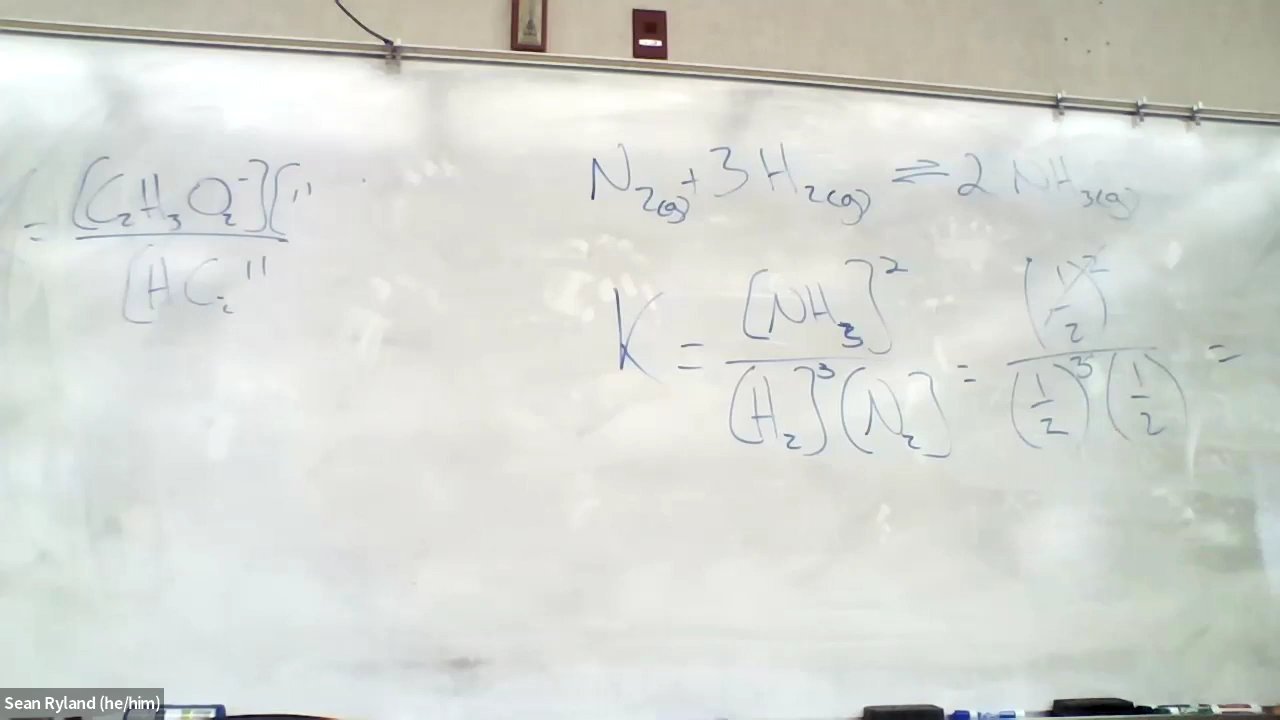 = [C₂H₃O₂⁻][ "
[HC₂ "
N₂(g) + 3H₂(g) ⇌ 2NH₃(g)
K = [NH₃]² / [H₂]³[N₂] = (1/2)² / (1/2)³(1/2) =
Sean Ryland (he/him)